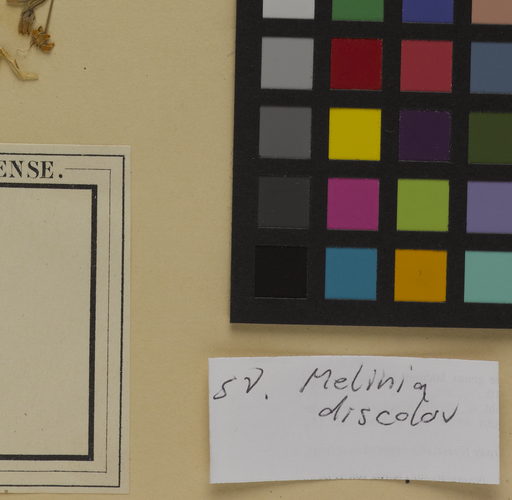 ENSE.
sv. Melinia
discolor